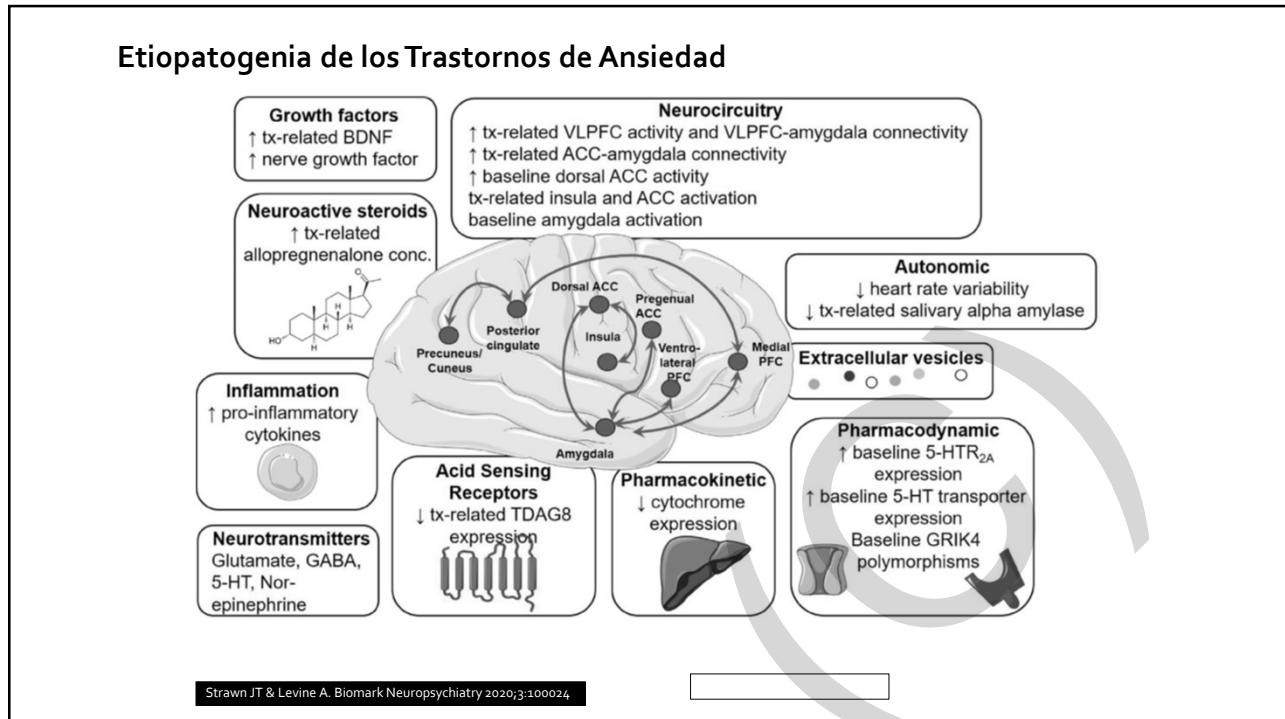 Etiopatogenia de los Trastornos de Ansiedad
Growth factors
↑ tx-related BDNF
↑ nerve growth factor
Neurocircuitry
↑ tx-related VLPFC activity and VLPFC-amygdala connectivity
↑ tx-related ACC-amygdala connectivity
↑ baseline dorsal ACC activity
tx-related insula and ACC activation
baseline amygdala activation
Neuroactive steroids
↑ tx-related
allopregnenalone conc.
HO
H
H
H
H
Autonomic
↓ heart rate variability
↓ tx-related salivary alpha amylase
Dorsal ACC
Pregenual
ACC
Posterior
cingulate
Insula
Ventro-
lateral
PFC
Medial
PFC
Precuneus/
Cuneus
Amygdala
Extracellular vesicles
Inflammation
↑ pro-inflammatory
cytokines
Neurotransmitters
Glutamate, GABA,
5-HT, Nor-
epinephrine
Acid Sensing
Receptors
↓ tx-related TDAG8
expression
Pharmacokinetic
↓ cytochrome
expression
Pharmacodynamic
↑ baseline 5-HTR2A
expression
↑ baseline 5-HT transporter
expression
Baseline GRIK4
polymorphisms
Strawn JT & Levine A. Biomark Neuropsychiatry 2020;3:100024